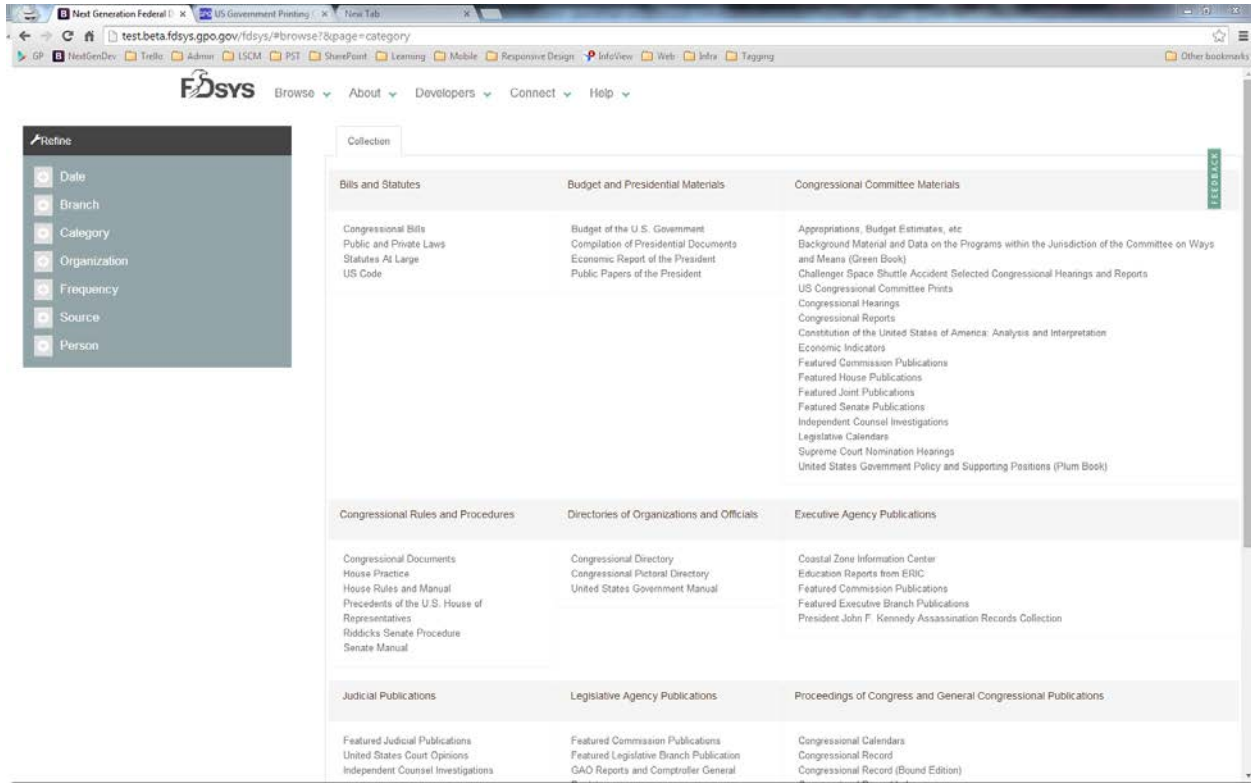 Next Generation Federal D
US Government Printing
New Tab
test.beta.fdsys.gpo.gov/fdsys/#browse?&page=category
GP
NextGenDev
Trello
Admin
LSCM
PST
SharePoint
Learning
Mobile
Responsive Design
InfoView
Web
Infra
Tagging
Other bookmarks
FDSYS
Browse
About
Developers
Connect
Help
Refine
Date
Branch
Category
Organization
Frequency
Source
Person
Collection
FEEDBACK
Bills and Statutes
Congressional Bills
Public and Private Laws
Statutes At Large
US Code
Budget and Presidential Materials
Budget of the U.S. Government
Compilation of Presidential Documents
Economic Report of the President
Public Papers of the President
Congressional Committee Materials
Appropriations, Budget Estimates, etc
Background Material and Data on the Programs within the Jurisdiction of the Committee on Ways
and Means (Green Book)
Challenger Space Shuttle Accident Selected Congressional Hearings and Reports
US Congressional Committee Prints
Congressional Hearings
Congressional Reports
Constitution of the United States of America: Analysis and Interpretation
Economic Indicators
Featured Commission Publications
Featured House Publications
Featured Joint Publications
Featured Senate Publications
Independent Counsel Investigations
Legislative Calendars
Supreme Court Nomination Hearings
United States Government Policy and Supporting Positions (Plum Book)
Congressional Rules and Procedures
Congressional Documents
House Practice
House Rules and Manual
Precedents of the U.S. House of
Representatives
Riddicks Senate Procedure
Senate Manual
Directories of Organizations and Officials
Congressional Directory
Congressional Pictoral Directory
United States Government Manual
Executive Agency Publications
Coastal Zone Information Center
Education Reports from ERIC
Featured Commission Publications
Featured Executive Branch Publications
President John F. Kennedy Assassination Records Collection
Judicial Publications
Featured Judicial Publications
United States Court Opinions
Independent Counsel Investigations
Legislative Agency Publications
Featured Commission Publications
Featured Legislative Branch Publication
GAO Reports and Comptroller General
Proceedings of Congress and General Congressional Publications
Congressional Calendars
Congressional Record
Congressional Record (Bound Edition)